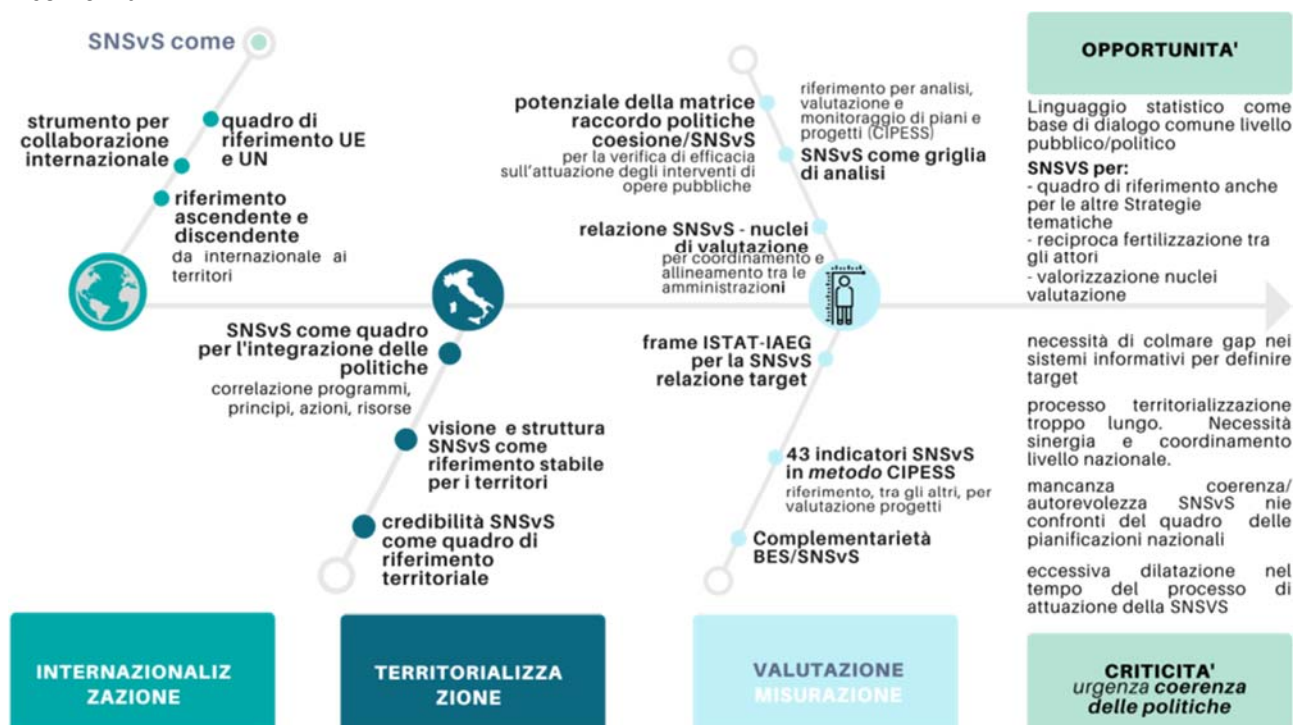 SNSvS come
strumento per
collaborazione
internazionale
quadro di
riferimento UE
e UN
riferimento
ascendente e
discendente
da internazionale ai
territori
SNSvS come quadro
per l'integrazione delle
politiche
correlazione programmi,
principi, azioni, risorse
visione e struttura
SNSvS come
riferimento stabile
per i territori
credibilità SNSvS
come quadro di
riferimento
territoriale
potenziale della matrice
raccordo politiche
coesione/SNSvS
per la verifica di efficacia
sull'attuazione degli interventi di
opere pubbliche
riferimento per analisi,
valutazione e
monitoraggio di piani e
progetti (CIPESS)
SNSvS come griglia
di analisi
relazione SNSvS - nuclei
di valutazione
per coordinamento e
allineamento tra le
amministrazioni
frame ISTAT-IAEG
per la SNSvS
relazione target
43 indicatori SNSvS
in metodo CIPESS
riferimento, tra gli altri, per
valutazione progetti
Complementarietà
BES/SNSvS
OPPORTUNITA'
Linguaggio statistico come
base di dialogo comune livello
pubblico/politico
SNSVS per:
- quadro di riferimento anche
per le altre Strategie
tematiche
- reciproca fertilizzazione tra
gli attori
- valorizzazione nuclei
valutazione
necessità di colmare gap nei
sistemi informativi per definire
target
processo territorializzazione
troppo lungo. Necessità
sinergia e coordinamento
livello nazionale.
mancanza coerenza/
autorevolezza SNSvS nie
confronti del quadro delle
pianificazioni nazionali
eccessiva dilatazione nel
tempo del processo di
attuazione della SNSVS
INTERNAZIONALIZ
ZAZIONE
TERRITORIALIZZA
ZIONE
VALUTAZIONE
MISURAZIONE
CRITICITA'
urgenza coerenza
delle politiche